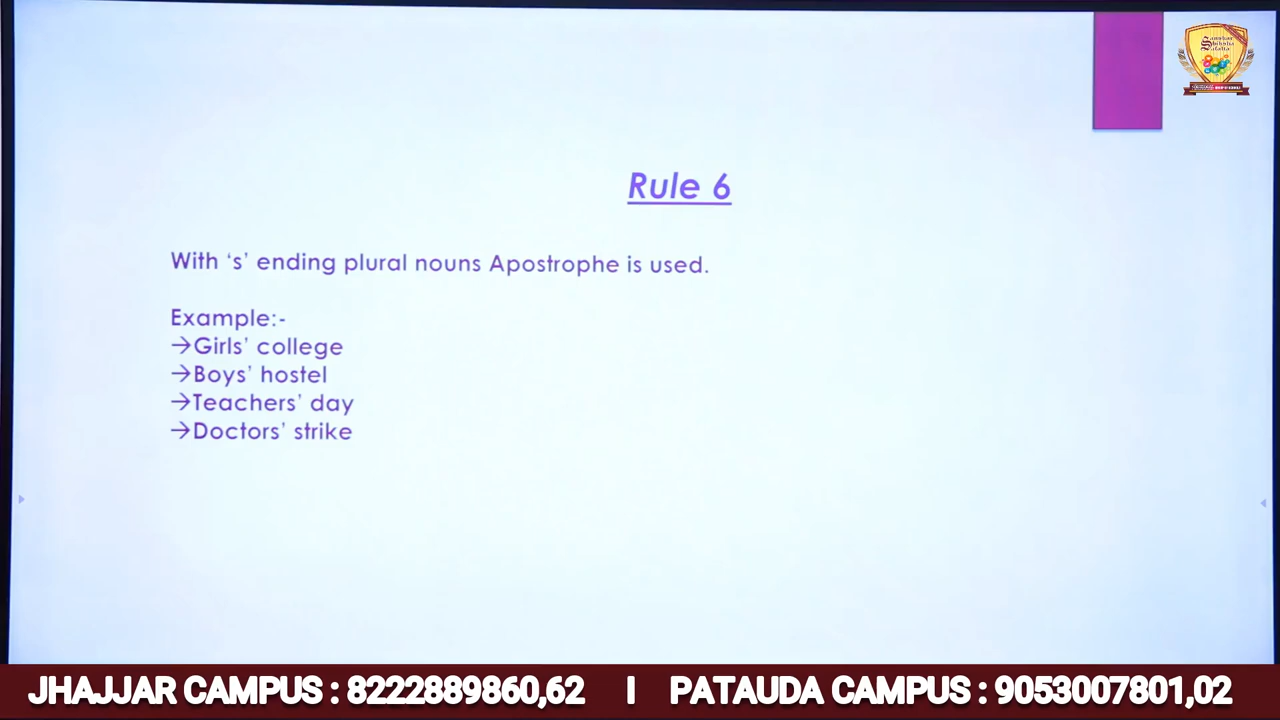 Rule 6
With ‘s’ ending plural nouns Apostrophe is used.
Example:-
→Girls’ college
→Boys’ hostel
→Teachers’ day
→Doctors’ strike
JHAJJAR CAMPUS : 8222889860,62 I PATAUDA CAMPUS : 9053007801,02